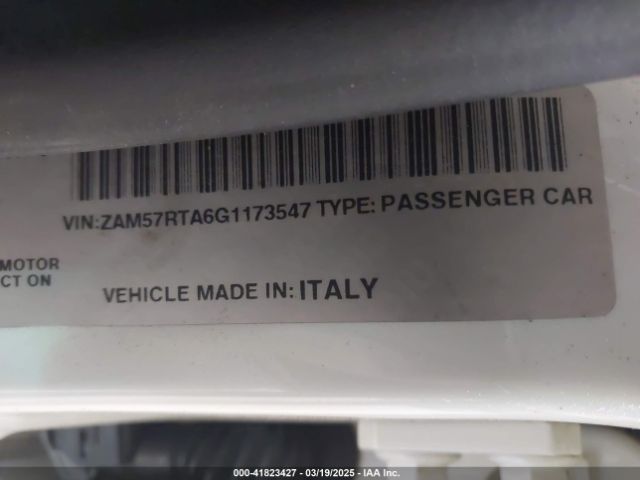 VIN:ZAM57RTA6G1173547 TYPE: PASSENGER CAR
MOTOR
CT ON
VEHICLE MADE IN: ITALY
000-41823427 - 03/19/2025 - IAA Inc.